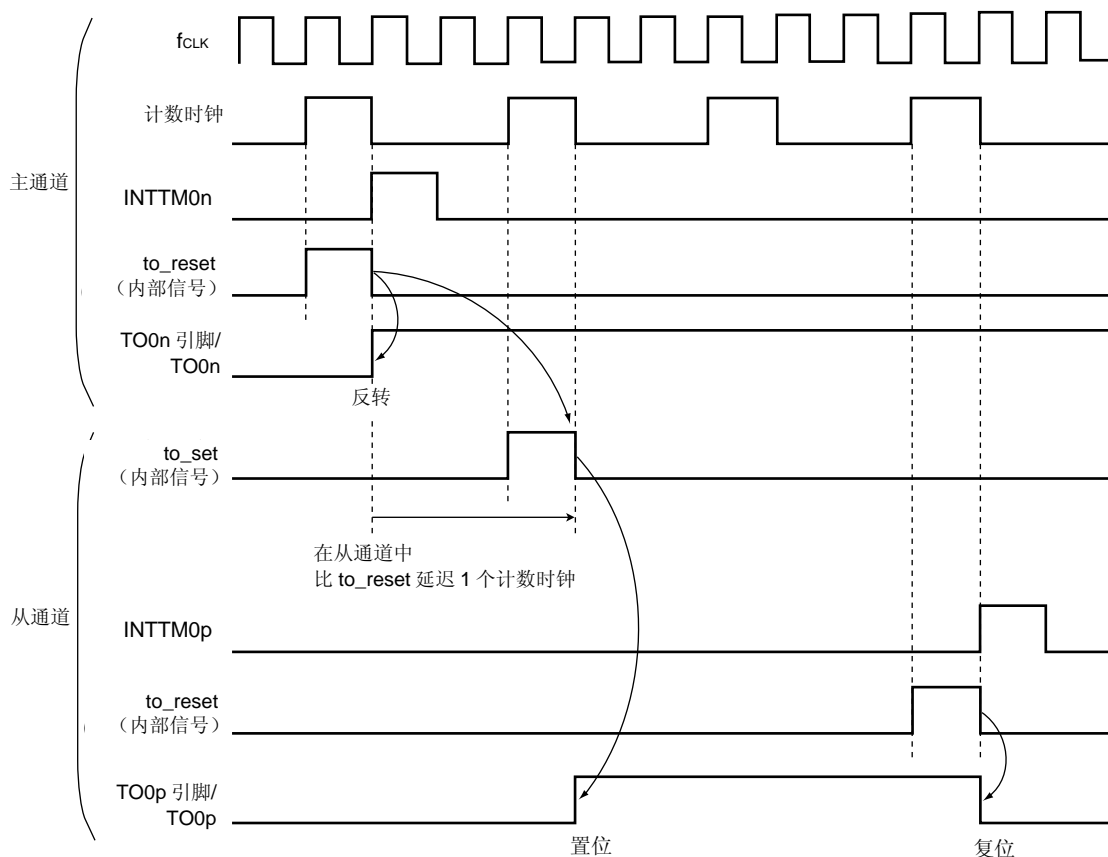 fCLK
计数时钟
主通道
INTTM0n
to_reset
（内部信号）
TO0n 引脚/
TO0n
反转
to_set
（内部信号）
在从通道中
比 to_reset 延迟 1 个计数时钟
从通道
INTTM0p
to_reset
（内部信号）
TO0p 引脚/
TO0p
置位
复位